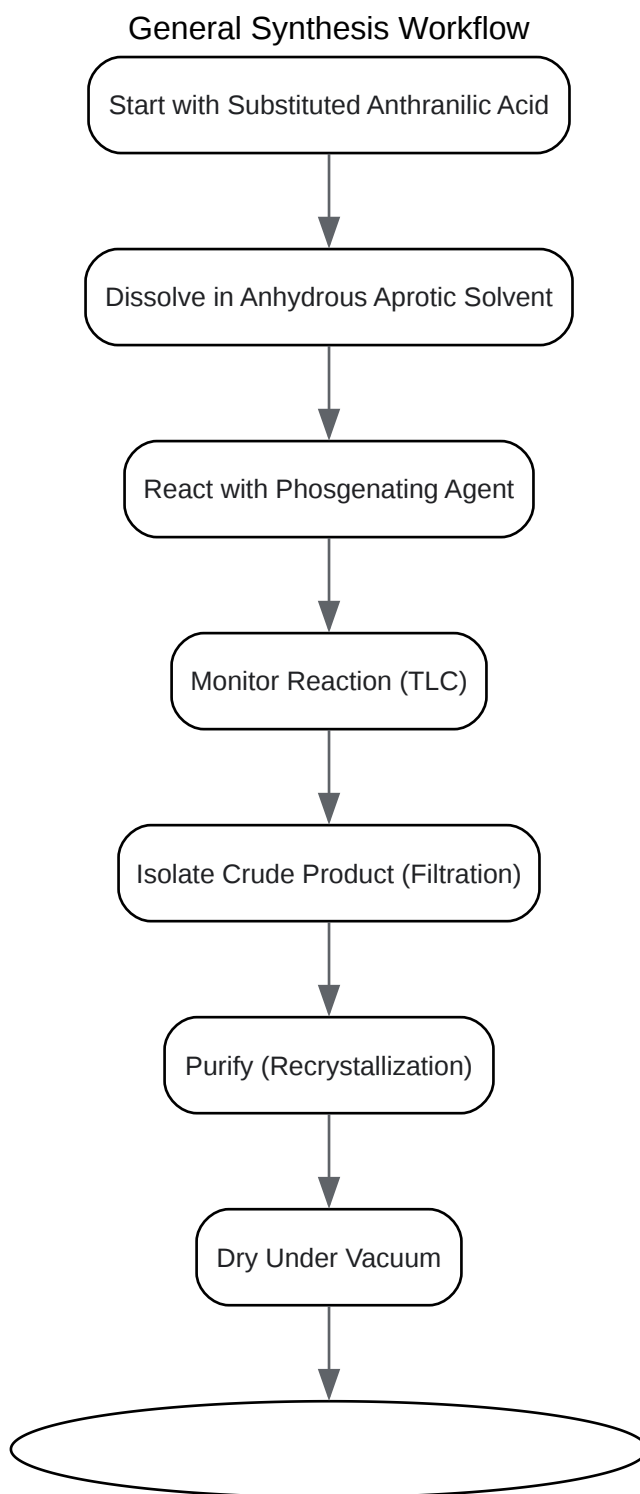 General Synthesis Workflow
Start with Substituted Anthranilic Acid
Dissolve in Anhydrous Aprotic Solvent
React with Phosgenating Agent
Monitor Reaction (TLC)
Isolate Crude Product (Filtration)
Purify (Recrystallization)
Dry Under Vacuum